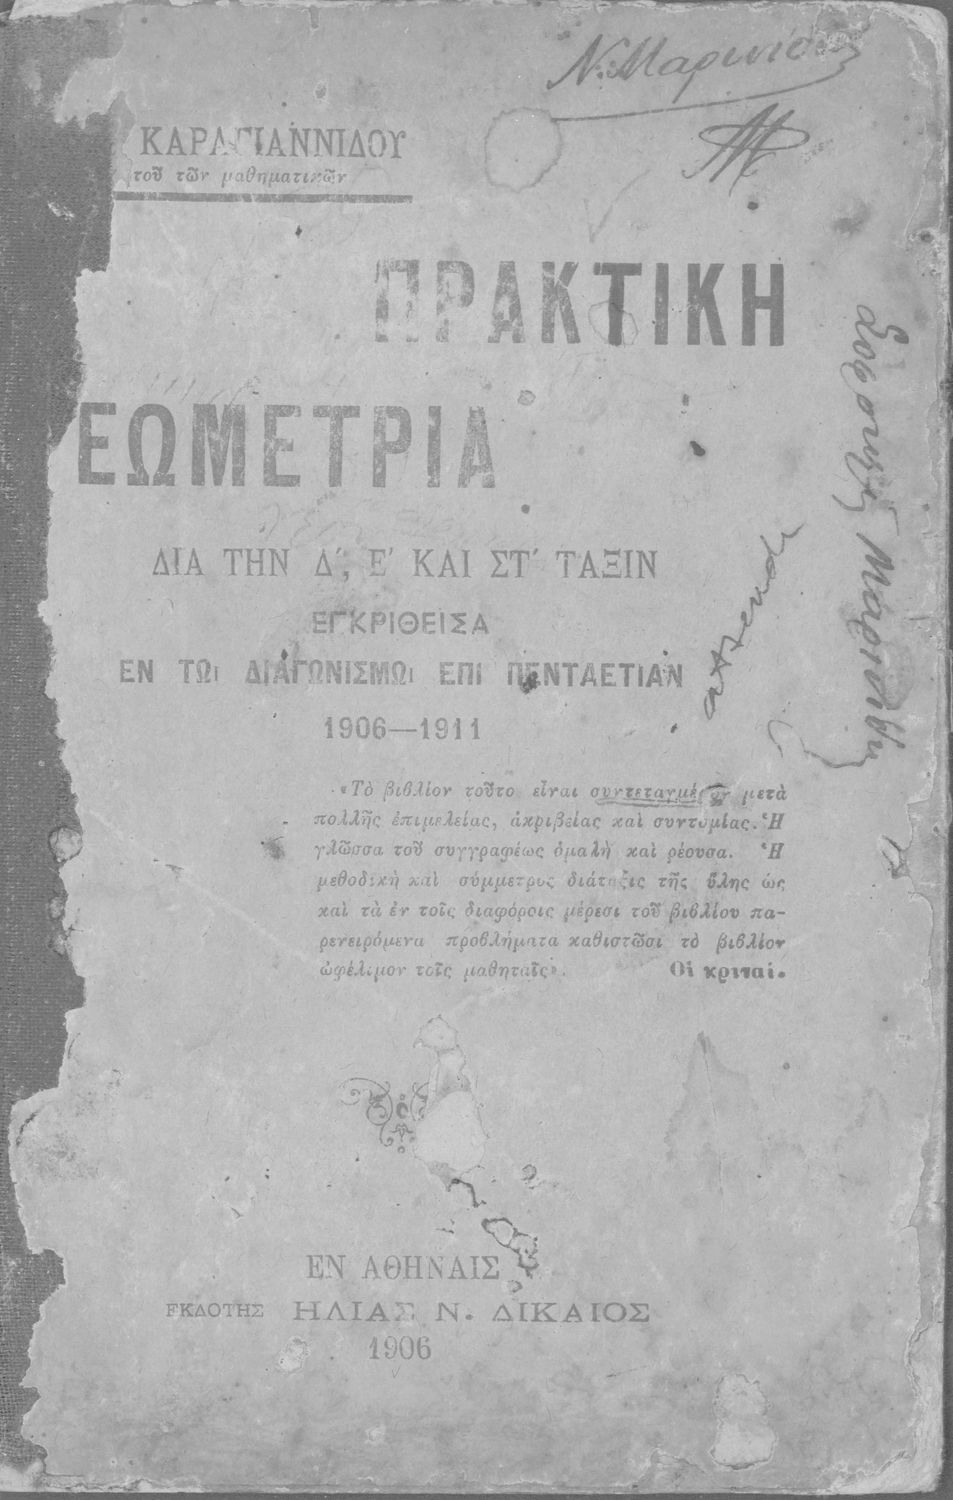 Ν. Μαρινίδου
ΚΑΡΑΓΙΑΝΝΙΔΟΥ
τοῦ τῶν μαθηματικῶν
ΠΡΑΚΤΙΚΗ
ΕΩΜΕΤΡΙΑ
ΔΙΑ ΤΗΝ Δ΄, Ε΄ ΚΑΙ ΣΤ΄ ΤΑΞΙΝ
ΕΓΚΡΙΘΕΙΣΑ
ΕΝ ΤΩι ΔΙΑΓΩΝΙΣΜΩι ΕΠΙ ΠΕΝΤΑΕΤΙΑΝ
1906—1911
«Τὸ βιβλίον τοῦτο εἶναι συντεταγμένον μετὰ
πολλῆς ἐπιμελείας, ἀκριβείας καὶ συντομίας. Ἡ
γλῶσσα τοῦ συγγραφέως ὁμαλὴ καὶ ρέουσα. Ἡ
μεθοδικὴ καὶ σύμμετρος διάταξις τῆς ὕλης ὡς
καὶ τὰ ἐν τοῖς διαφόροις μέρεσι τοῦ βιβλίου πα-
ρενειρόμενα προβλήματα καθιστῶσι τὸ βιβλίον
ὠφέλιμον τοῖς μαθηταῖς».
Οἱ κριταί.
ΕΝ ΑΘΗΝΑΙΣ
ΕΚΔΟΤΗΣ ΗΛΙΑΣ Ν. ΔΙΚΑΙΟΣ
1906